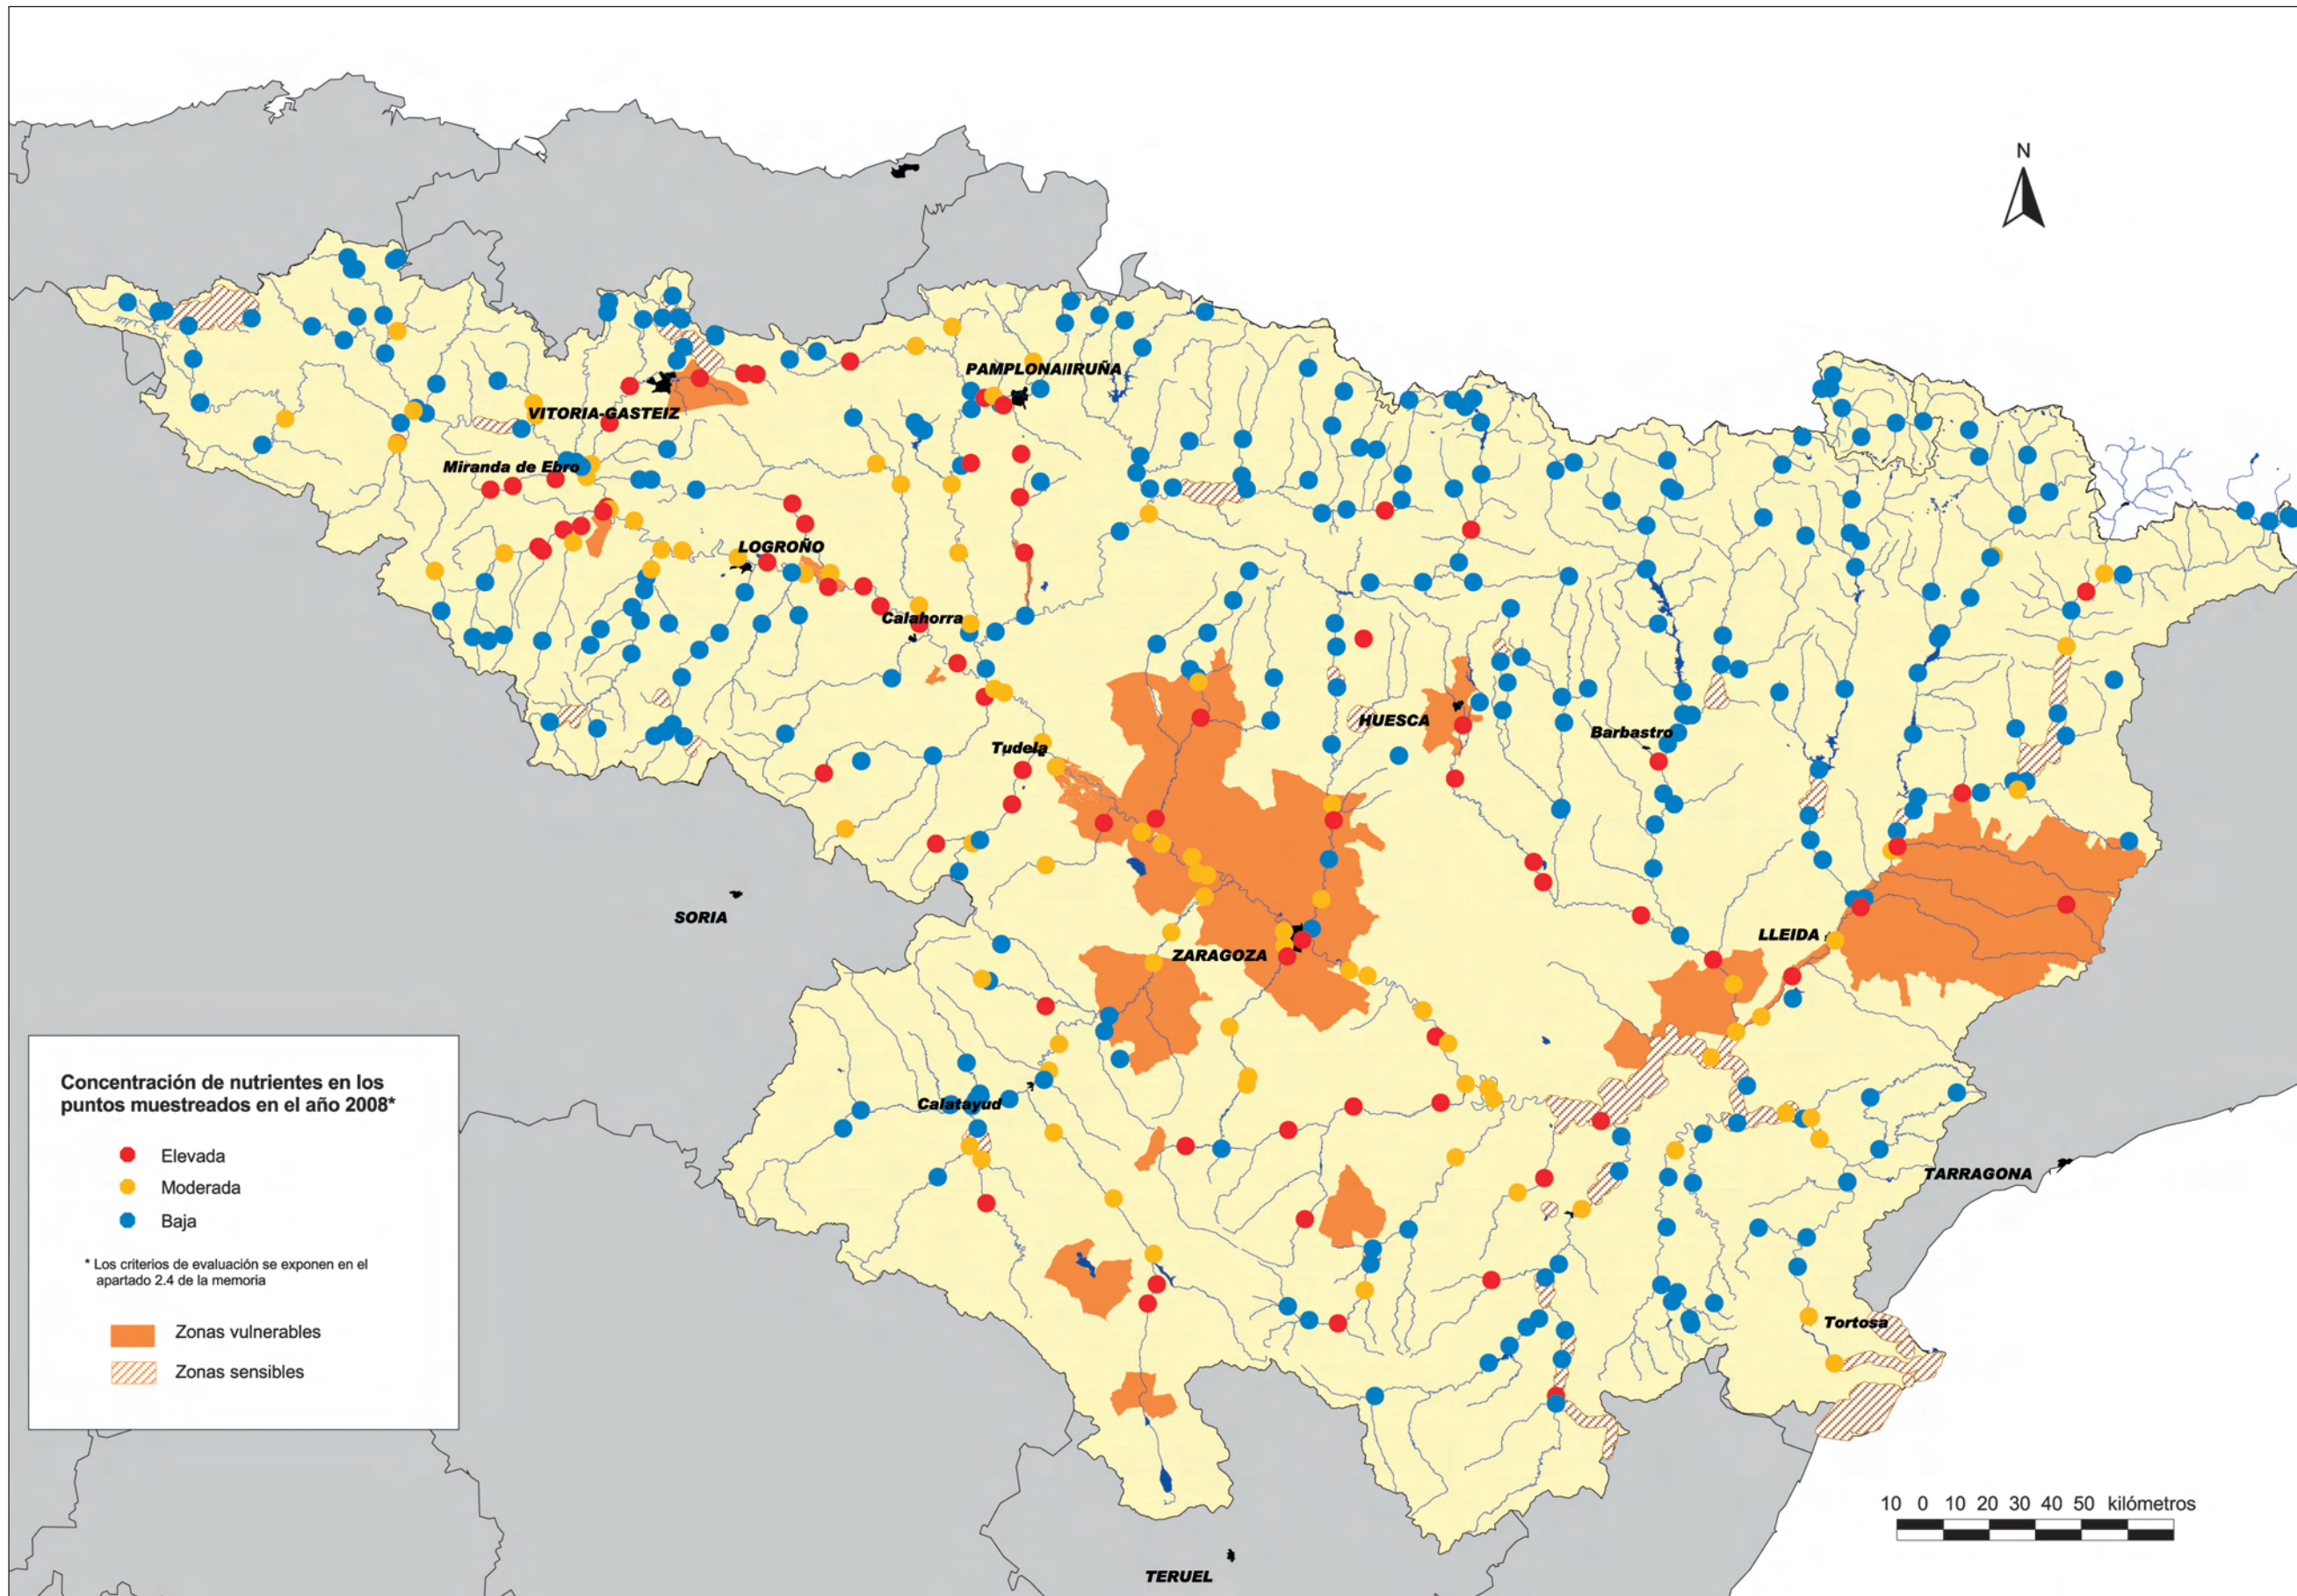 N
PAMPLONA/IRUÑA
VITORIA-GASTEIZ
Miranda de Ebro
LOGROÑO
Calahorra
HUESCA
Barbastro
Tudela
SORIA
LLEIDA
ZARAGOZA
Calatayud
TARRAGONA
Tortosa
TERUEL
Concentración de nutrientes en los
puntos muestreados en el año 2008*
Elevada
Moderada
Baja
* Los criterios de evaluación se exponen en el
apartado 2.4 de la memoria
Zonas vulnerables
Zonas sensibles
10 0 10 20 30 40 50 kilómetros